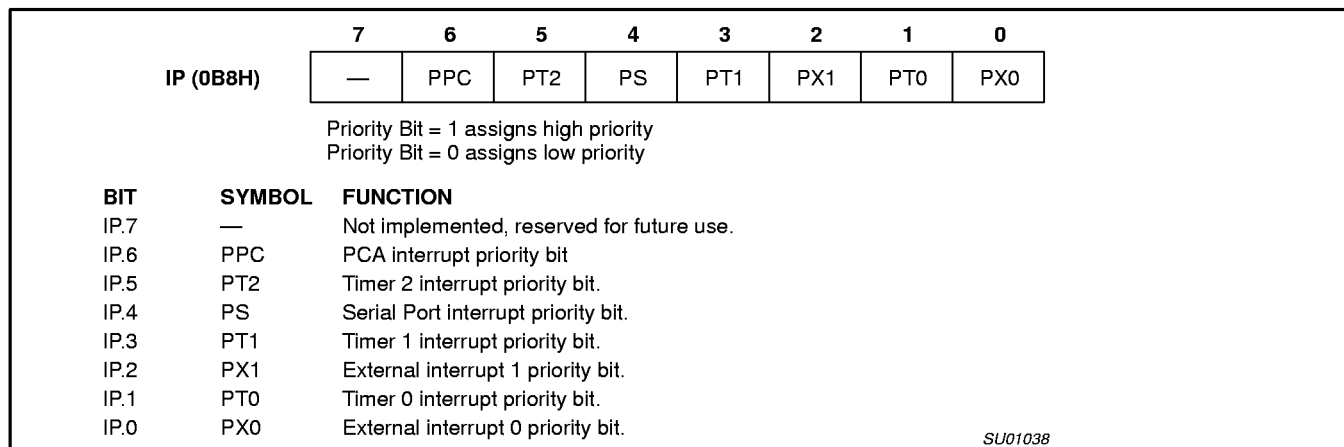 7 6 5 4 3 2 1 0
IP (0B8H) — PPC PT2 PS PT1 PX1 PT0 PX0
Priority Bit = 1 assigns high priority
Priority Bit = 0 assigns low priority
BIT SYMBOL FUNCTION
IP.7 — Not implemented, reserved for future use.
IP.6 PPC PCA interrupt priority bit
IP.5 PT2 Timer 2 interrupt priority bit.
IP.4 PS Serial Port interrupt priority bit.
IP.3 PT1 Timer 1 interrupt priority bit.
IP.2 PX1 External interrupt 1 priority bit.
IP.1 PT0 Timer 0 interrupt priority bit.
IP.0 PX0 External interrupt 0 priority bit.
SU01038